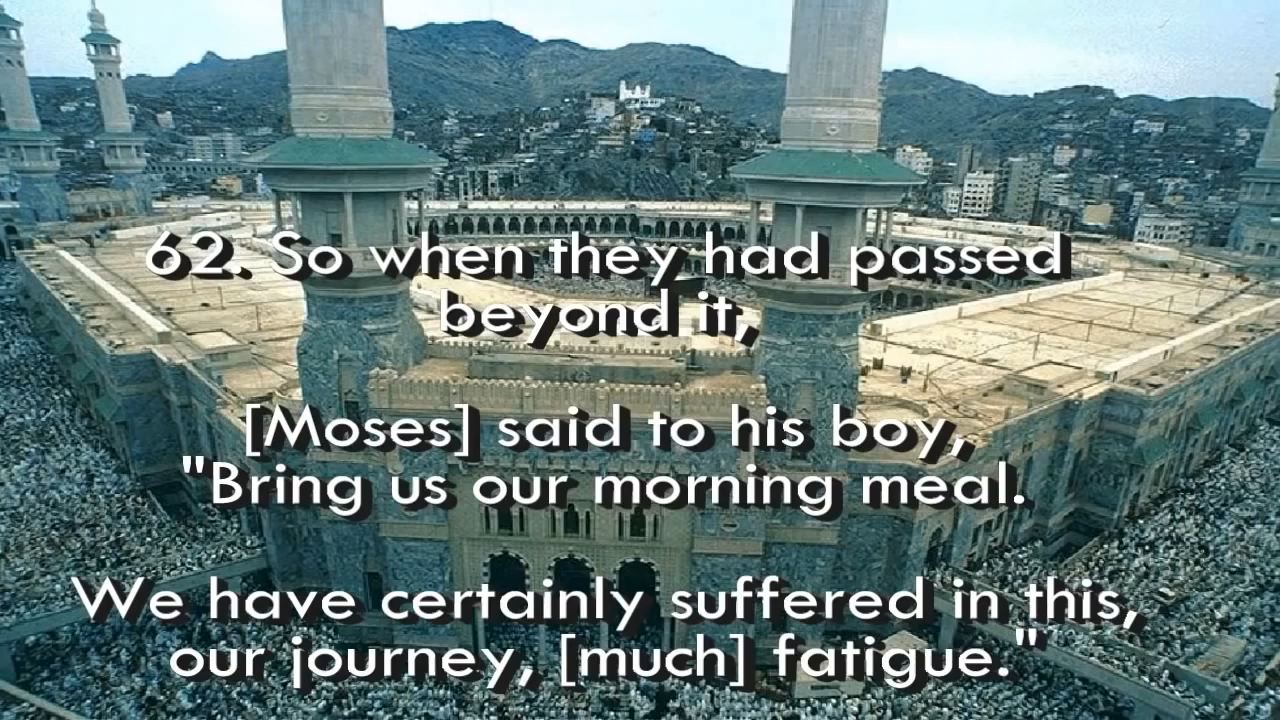 62. So when they had passed
beyond it,
[Moses] said to his boy,
"Bring us our morning meal.
We have certainly suffered in this,
our journey, [much] fatigue."